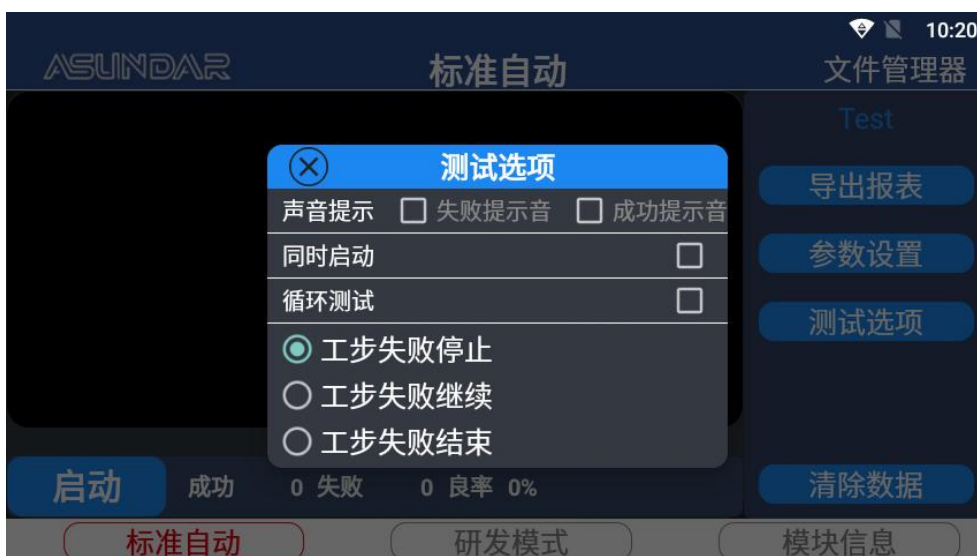 10:20
ASUNDAR 标准自动 文件管理器
Test
测试选项
导出报表
声音提示 失败提示音 成功提示音
同时启动
参数设置
循环测试
测试选项
工步失败停止
工步失败继续
工步失败结束
启动 成功 0 失败 0 良率 0%
清除数据
标准自动 研发模式 模块信息